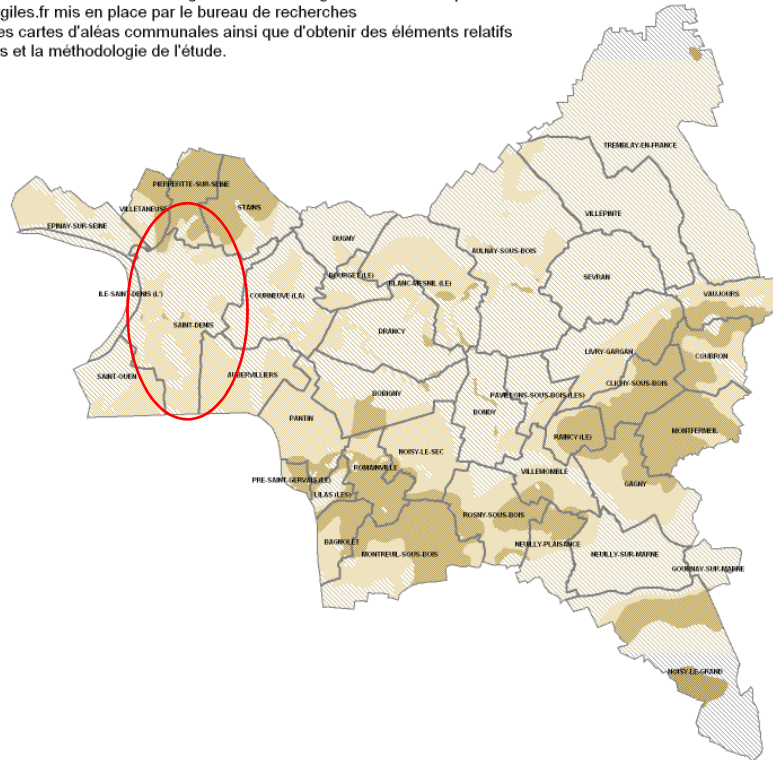 rgiles.fr mis en place par le bureau de recherches
es cartes d'aléas communales ainsi que d'obtenir des éléments relatifs
s et la méthodologie de l'étude.
TREMBLAY-EN-FRANCE
PIERREFITTE-SUR-SEINE
VILLETANEUSE
STAINS
EPINAY-SUR-SEINE
VILLEPINTE
DUGNY
AULNAY-SOUS-BOIS
BOURGET (LE)
BLANC-MESNIL (LE)
SEVRAN
ILE-SAINT-DENIS (L')
COURNEUVE (LA)
VAUJOURS
SAINT-DENIS
DRANCY
LIVRY-GARGAN
COUBRON
SAINT-OUEN
AUBERVILLIERS
CLICHY-SOUS-BOIS
BOBIGNY
PAVILLONS-SOUS-BOIS (LES)
BONDY
PANTIN
MONTFERMEIL
RAINCY (LE)
NOISY-LE-SEC
ROMAINVILLE
VILLEMOMBLE
PRE-SAINT-GERVAIS (LE)
GAGNY
LILAS (LES)
ROSNY-SOUS-BOIS
BAGNOLET
NEUILLY-PLAISANCE
MONTREUIL-SOUS-BOIS
NEUILLY-SUR-MARNE
GOURNAY-SUR-MARNE
NOISY-LE-GRAND